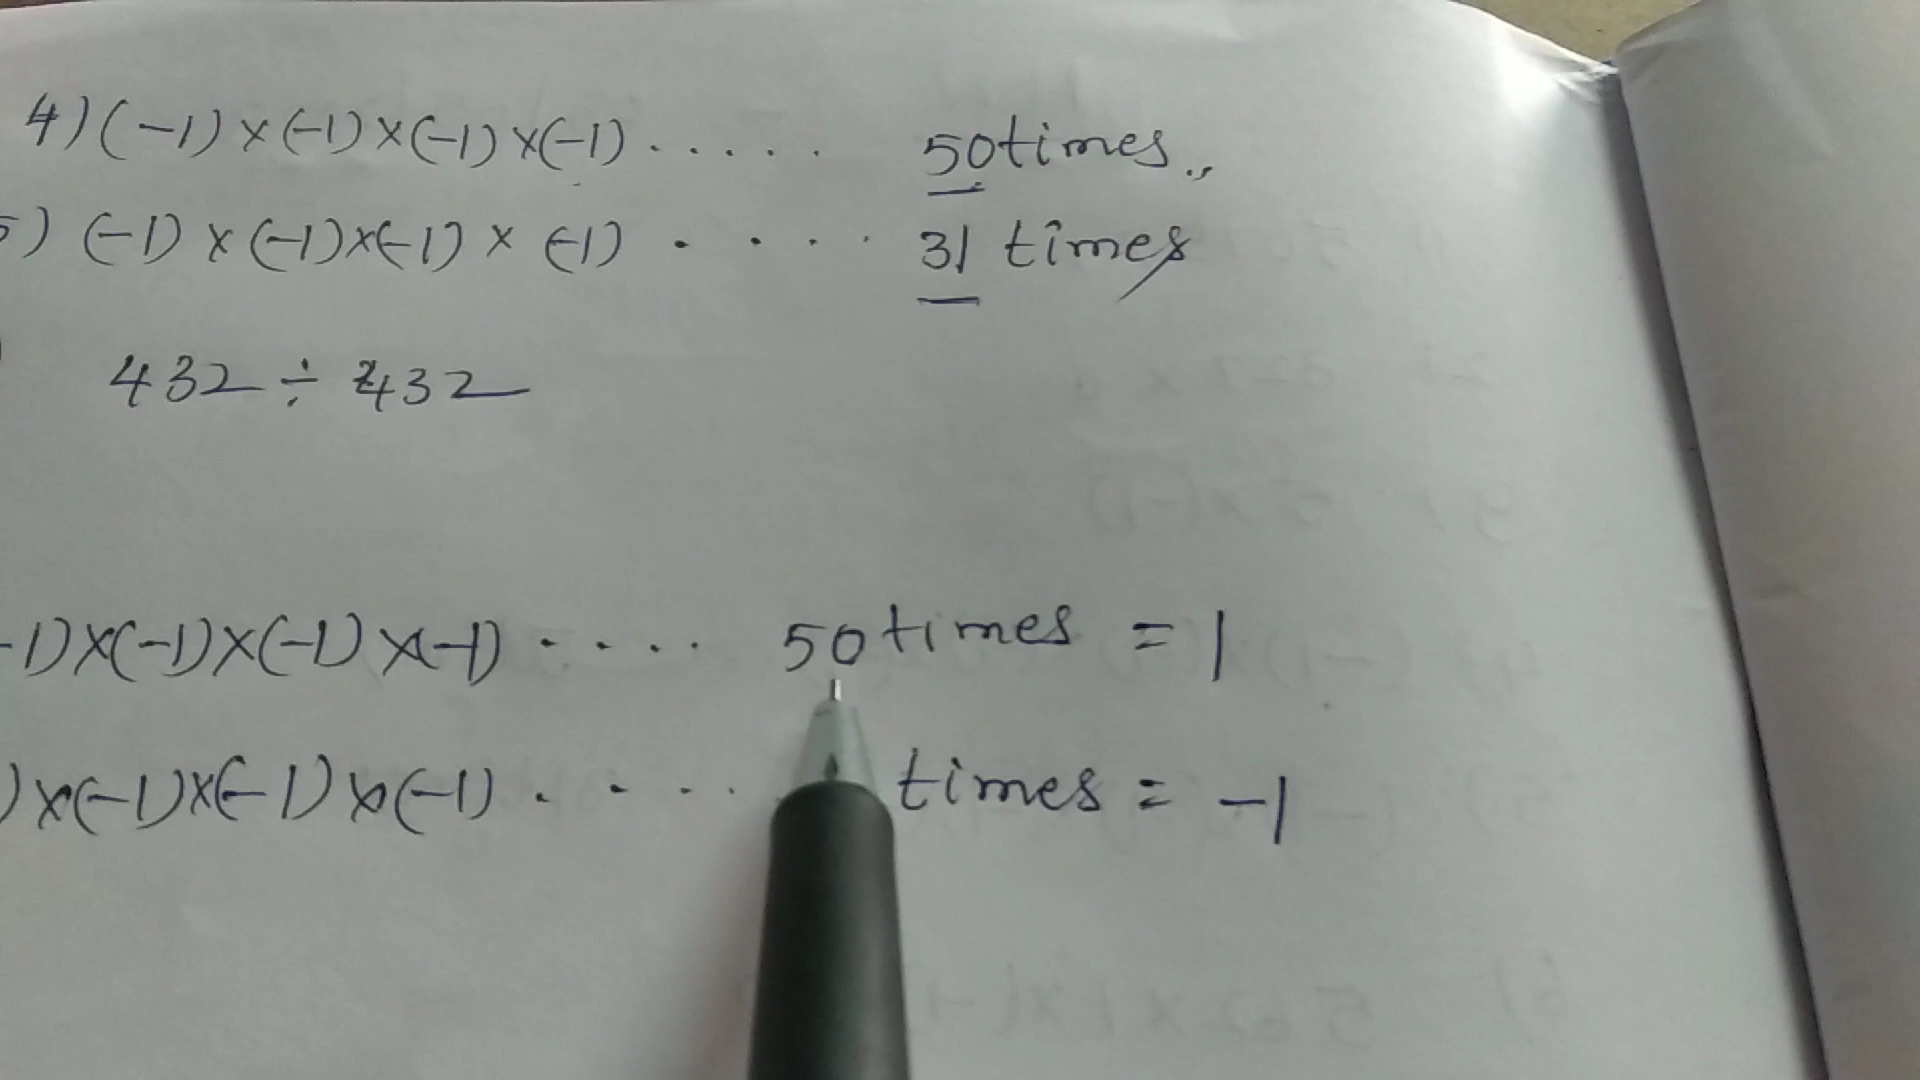 4) (-1) × (-1) × (-1) × (-1) ..... 50 times.,
5) (-1) × (-1) × (-1) × (-1) .... 31 times
432 ÷ 432
-1) × (-1) × (-1) × -1) ..... 50 times = 1
) × (-1) × (-1) × (-1) ..... times = -1